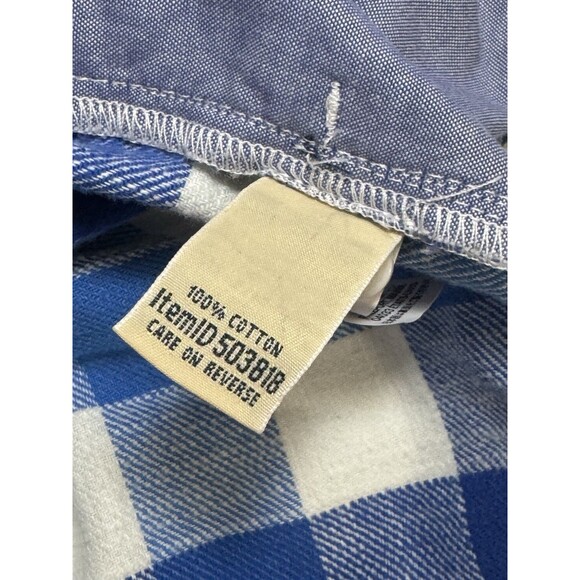 100% COTTON
ItemID 503818
CARE ON REVERSE